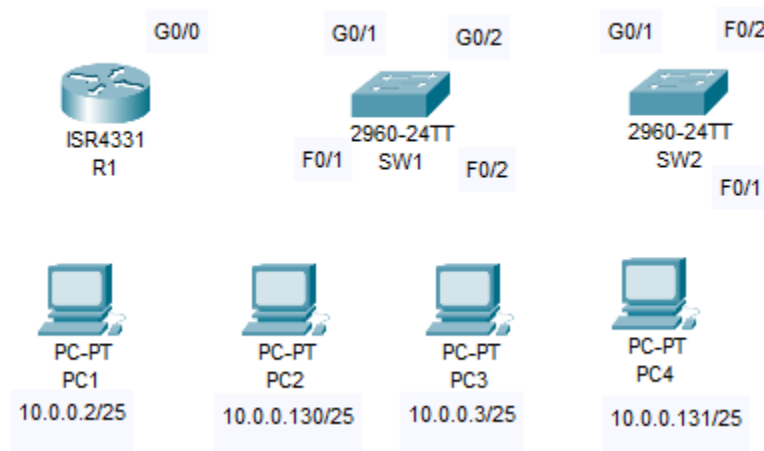 G0/0
G0/1
G0/2
G0/1
F0/2
ISR4331
R1
2960-24TT
SW1
F0/1
F0/2
2960-24TT
SW2
F0/1
PC-PT
PC1
10.0.0.2/25
PC-PT
PC2
10.0.0.130/25
PC-PT
PC3
10.0.0.3/25
PC-PT
PC4
10.0.0.131/25